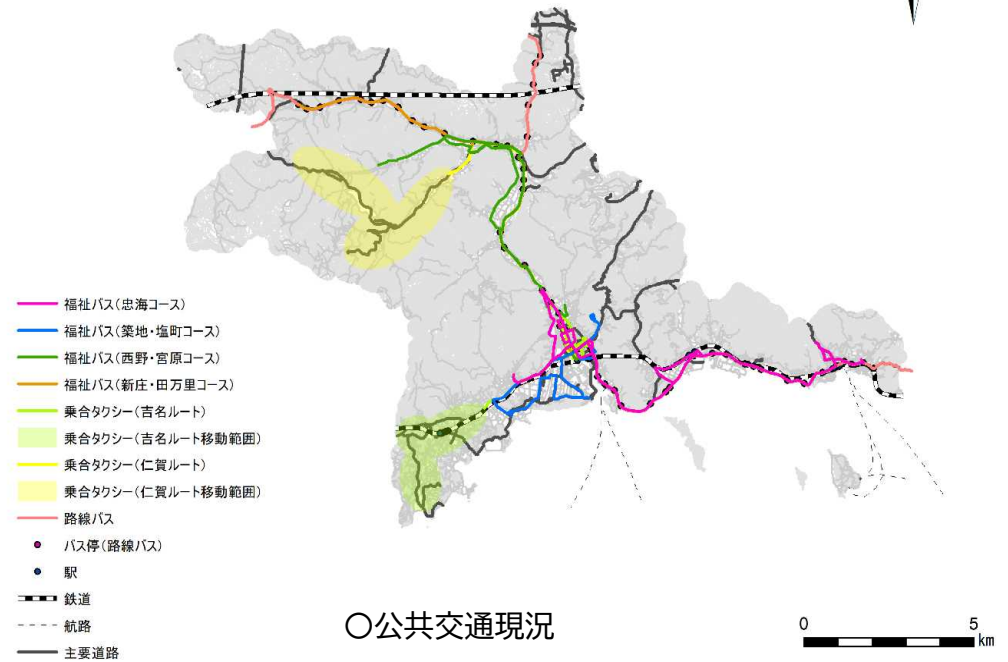 福祉バス(忠海コース)
福祉バス(築地・塩町コース)
福祉バス(西野・宮原コース)
福祉バス(新庄・田万里コース)
乗合タクシー(吉名ルート)
乗合タクシー(吉名ルート移動範囲)
乗合タクシー(仁賀ルート)
乗合タクシー(仁賀ルート移動範囲)
路線バス
バス停(路線バス)
駅
鉄道
航路
主要道路
〇公共交通現況
0 5
km